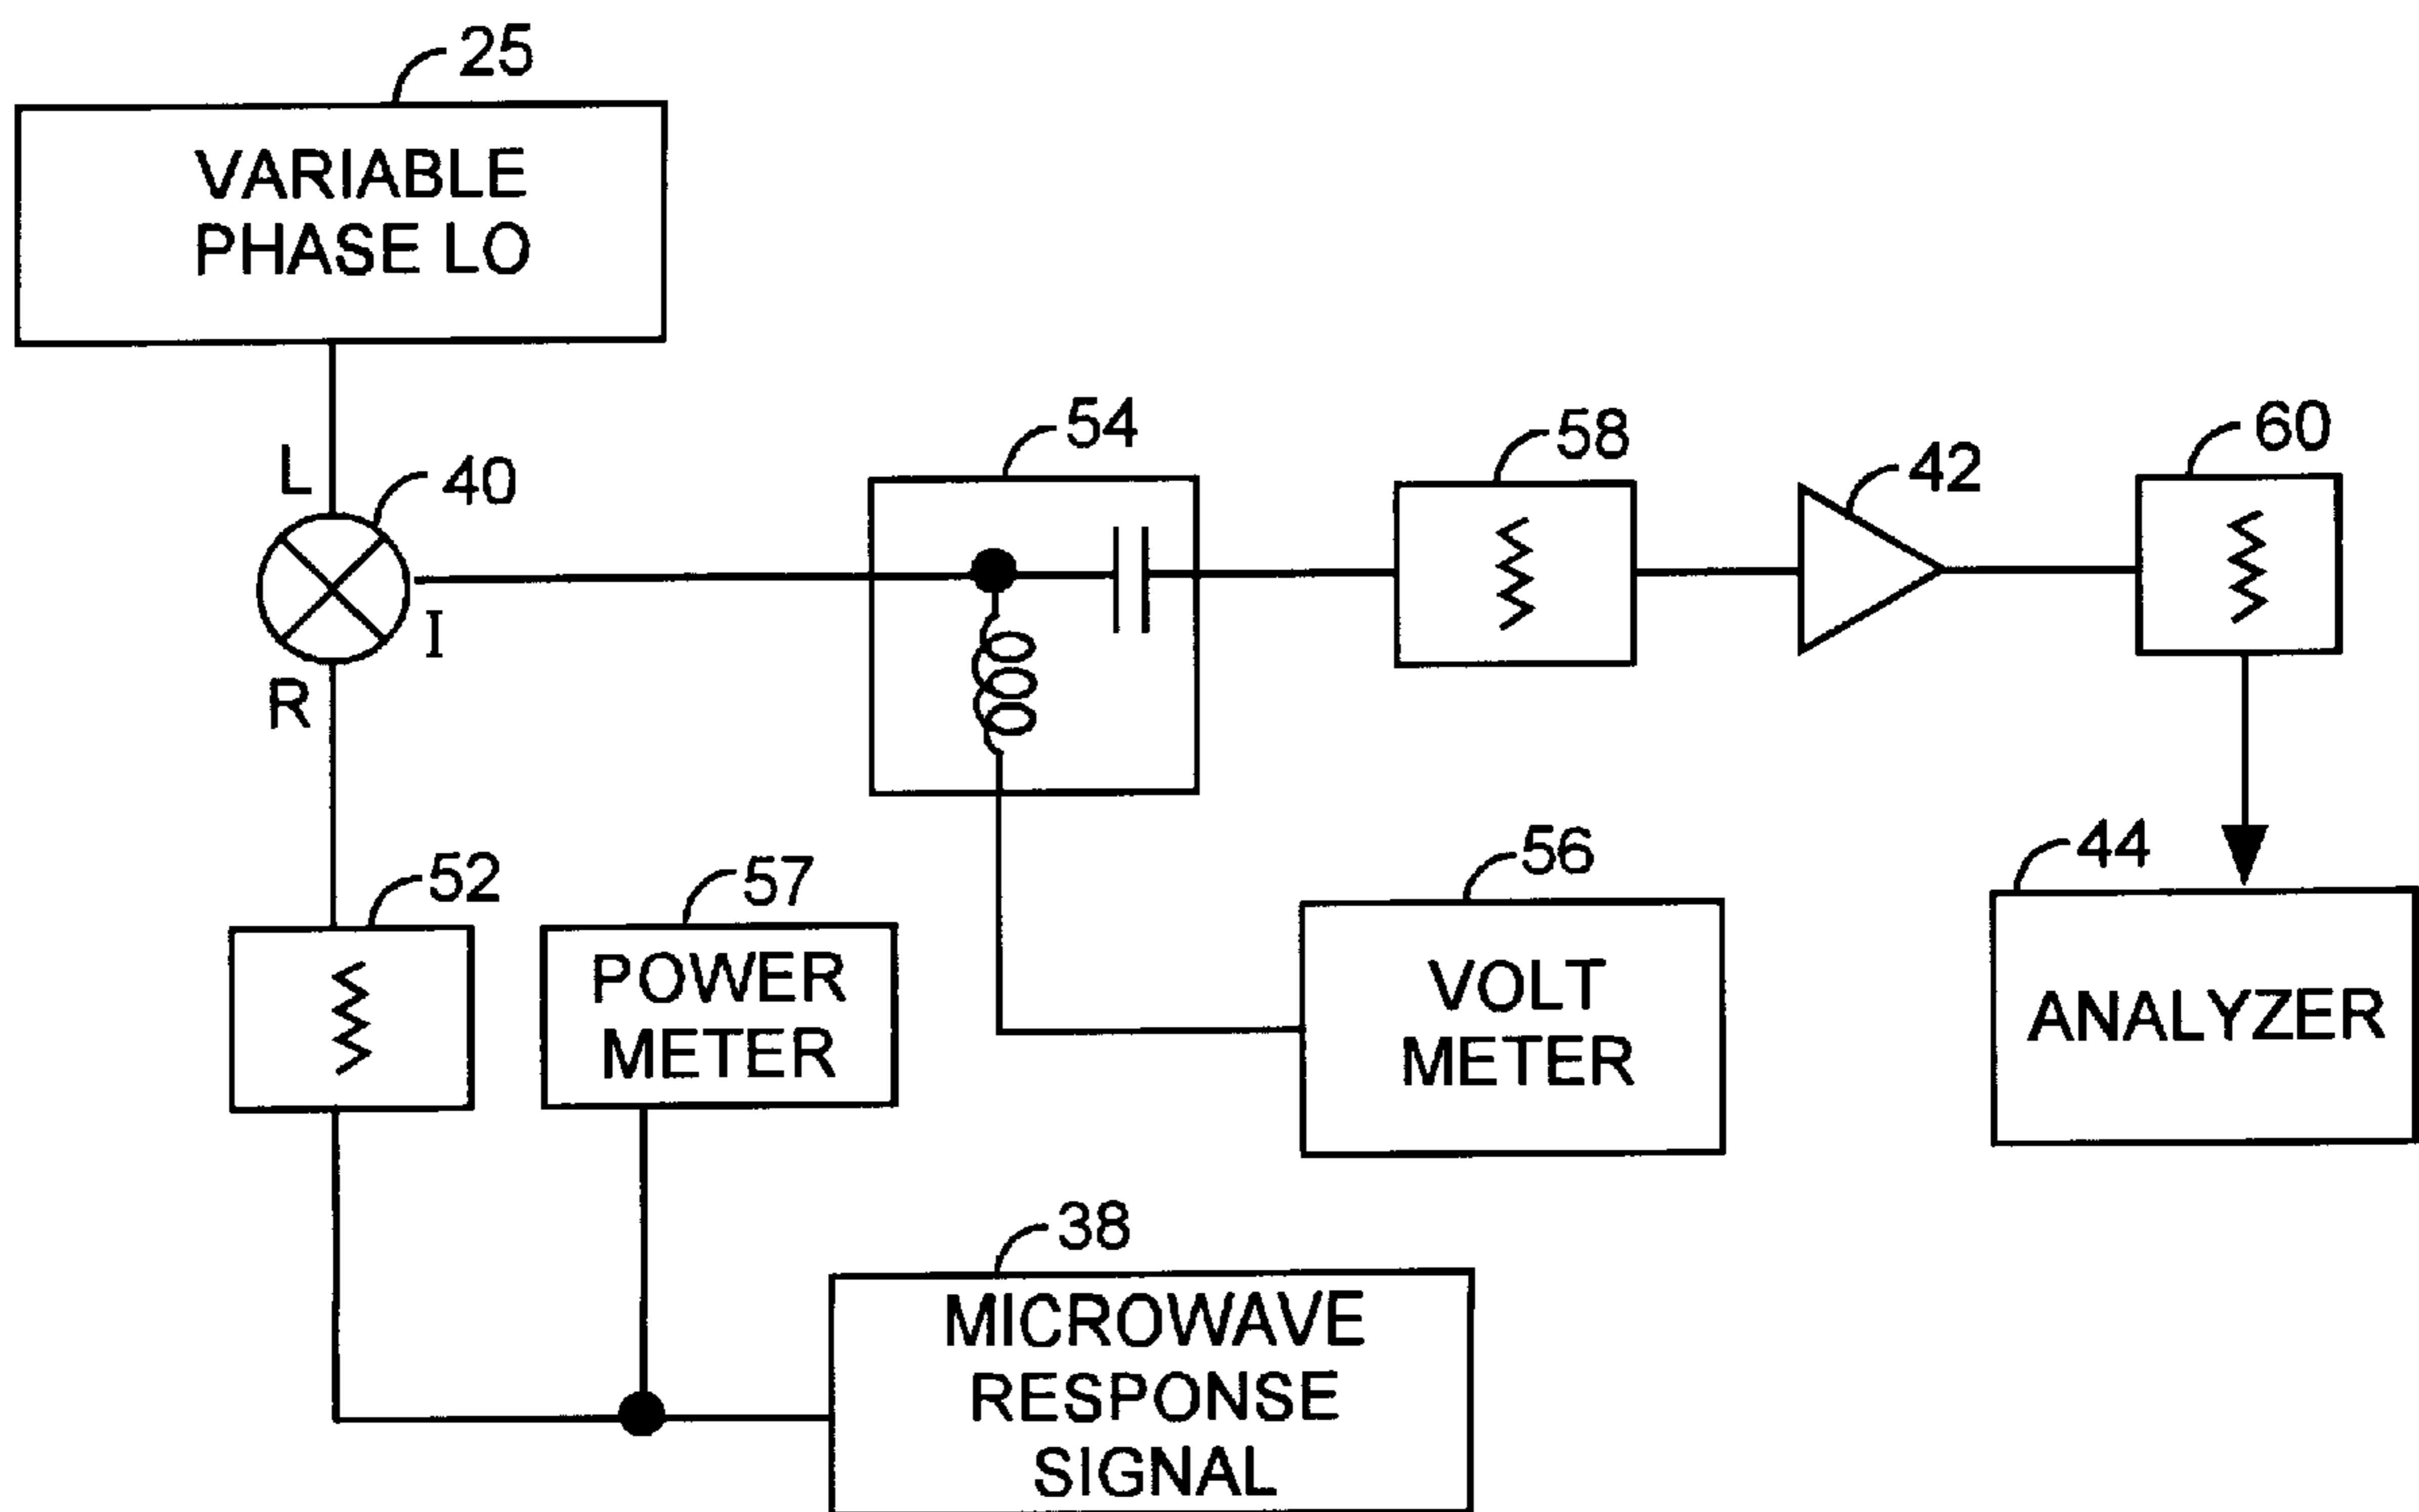 25
VARIABLE
PHASE LO
L
40
I
R
54
58
42
60
52
57
POWER
METER
56
VOLT
METER
44
ANALYZER
38
MICROWAVE
RESPONSE
SIGNAL